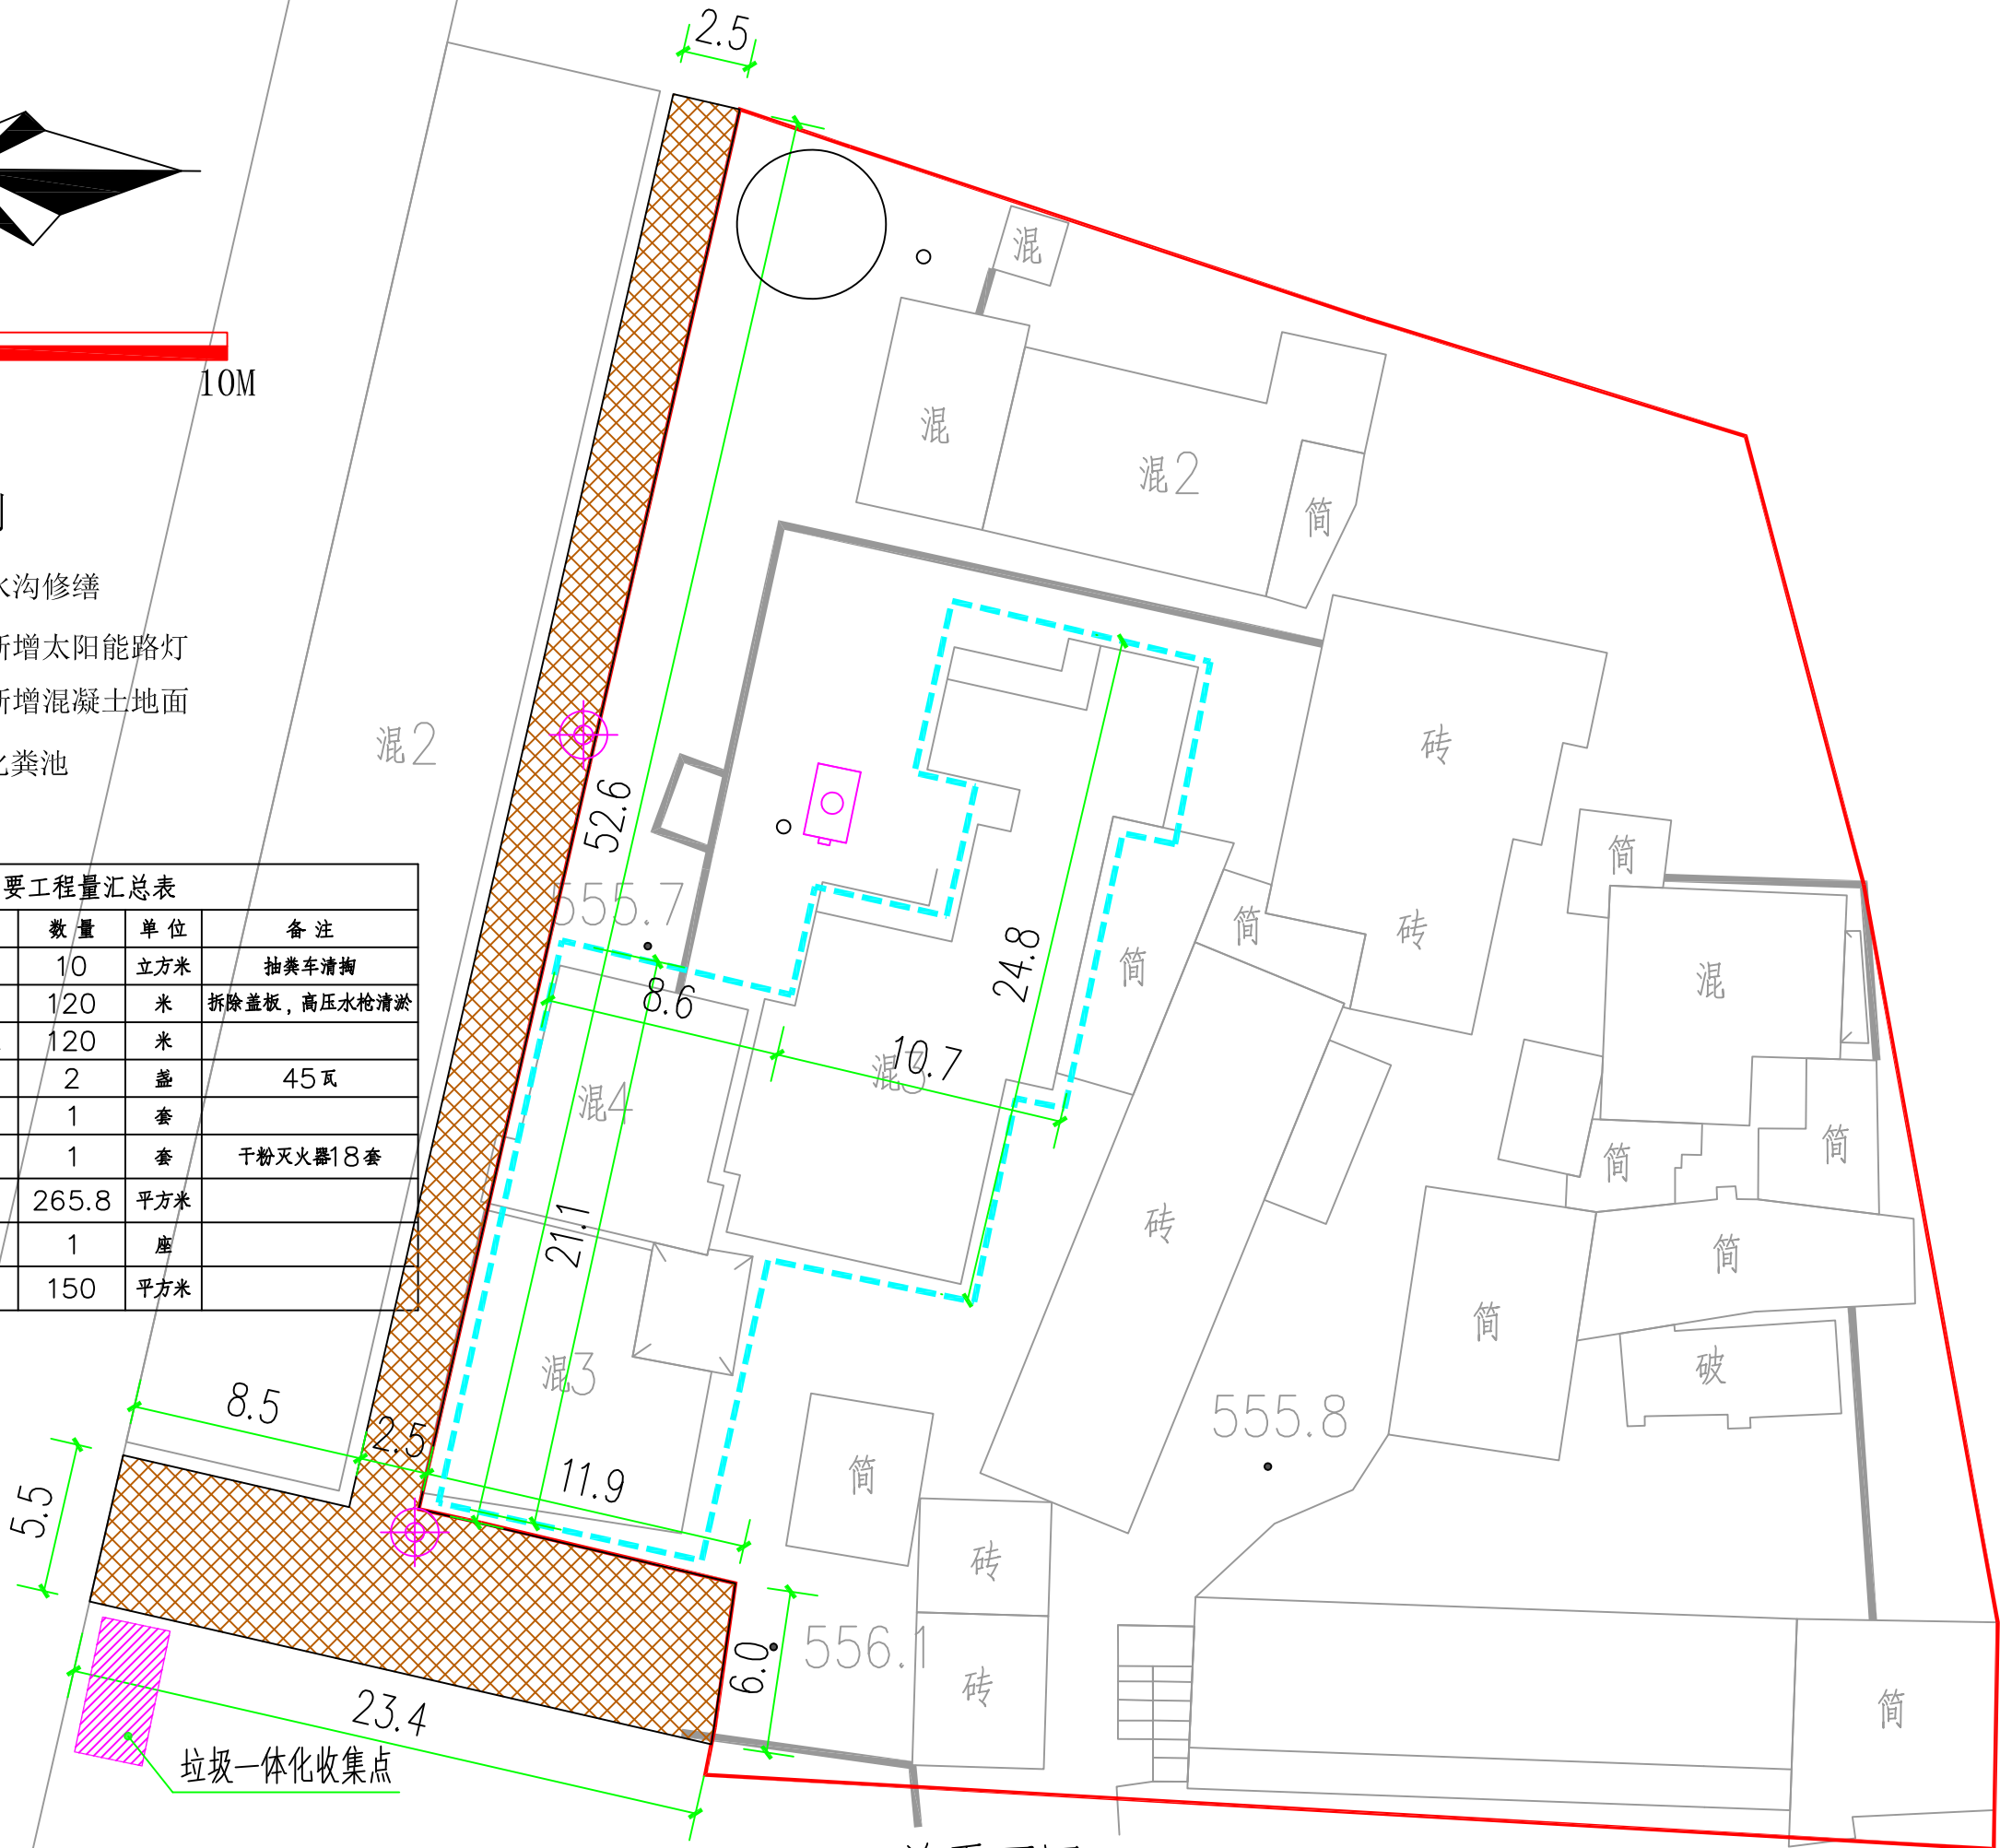 2.5
混
10M
混
混2
简
水沟修缮
新增太阳能路灯
新增混凝土地面
化粪池
混2
砖
52.6
简
要工程量汇总表
555.7
数量 单位 备注
10 立方米 抽粪车清掏
120 米 拆除盖板，高压水枪清淤
120 米
2 盏 45瓦
1 套
1 套 干粉灭火器18套
265.8 平方米
1 座
150 平方米
简
砖
24.8
简
混
8.6
10.7
混3
混4
简
简
21.1
砖
简
简
破
混3
8.5
2.5
555.8
11.9
简
5.5
砖
556.1
6.0
砖
23.4
简
垃圾一体化收集点